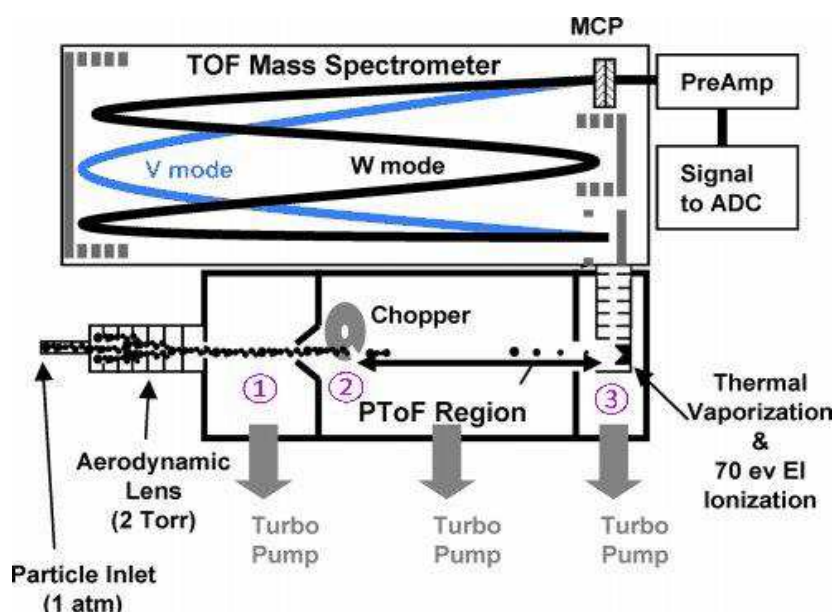 MCP
TOF Mass Spectrometer
PreAmp
V mode
W mode
Signal
to ADC
Chopper
①
②
③
PToF Region
Thermal
Vaporization
&
70 ev EI
Ionization
Aerodynamic
Lens
(2 Torr)
Turbo
Pump
Turbo
Pump
Turbo
Pump
Particle Inlet
(1 atm)